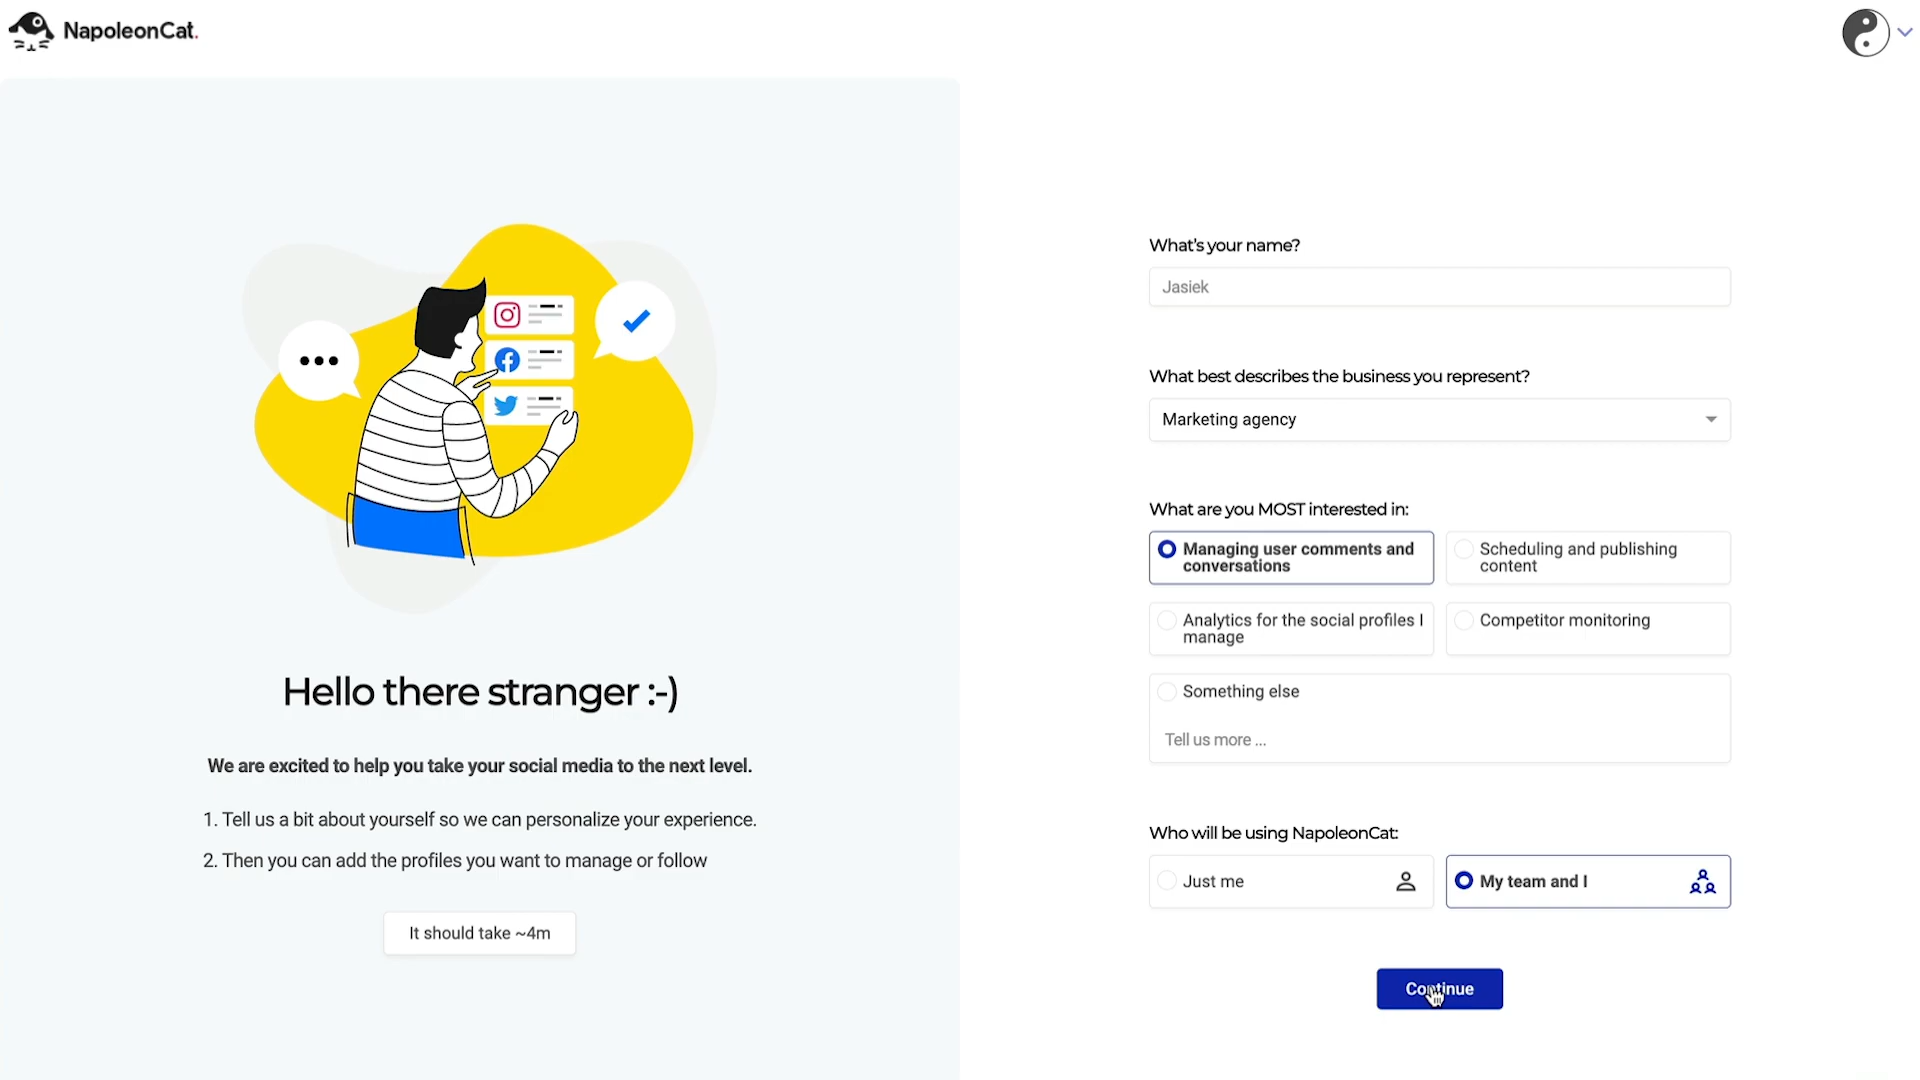 NapoleonCat.
Hello there stranger :-)
We are excited to help you take your social media to the next level.
1. Tell us a bit about yourself so we can personalize your experience.
2. Then you can add the profiles you want to manage or follow
It should take ~4m
What's your name?
Jasiek
What best describes the business you represent?
Marketing agency
What are you MOST interested in:
Managing user comments and
conversations
Scheduling and publishing
content
Analytics for the social profiles I
manage
Competitor monitoring
Something else
Tell us more ...
Who will be using NapoleonCat:
Just me
My team and I
Continue